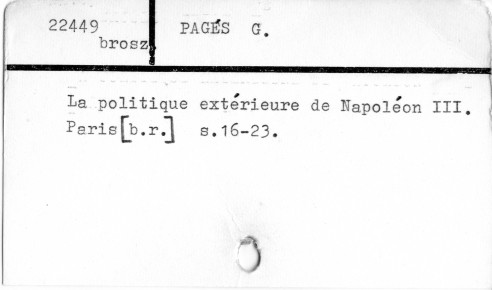 22449 PAGÉS G.
brosz.
La politique extérieure de Napoléon III.
Paris[b.r.] s.16-23.